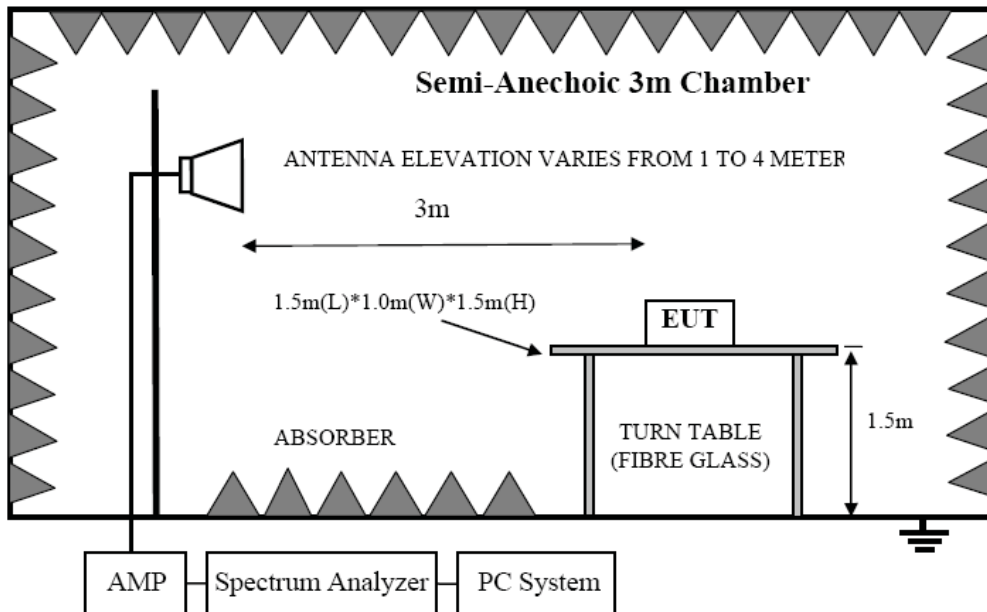 Semi-Anechoic 3m Chamber
ANTENNA ELEVATION VARIES FROM 1 TO 4 METER
3m
1.5m(L)*1.0m(W)*1.5m(H)
EUT
1.5m
ABSORBER
TURN TABLE
(FIBRE GLASS)
AMP
Spectrum Analyzer
PC System